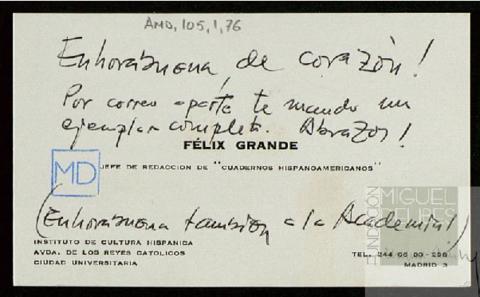 AMD, 105, 1, 76
Enhorabuena, de corazón!
Por correo aparte te mando un
ejemplar completo. Abrazos!
FÉLIX GRANDE
MD
JEFE DE REDACCION DE "CUADERNOS HISPANOAMERICANOS"
(Enhorabuena también a la Academia!)
INSTITUTO DE CULTURA HISPANICA
AVDA. DE LOS REYES CATOLICOS
CIUDAD UNIVERSITARIA
TEL. 244 06 00 - 296
MADRID 3
FUNDACIÓN
MIGUEL
DELIBES